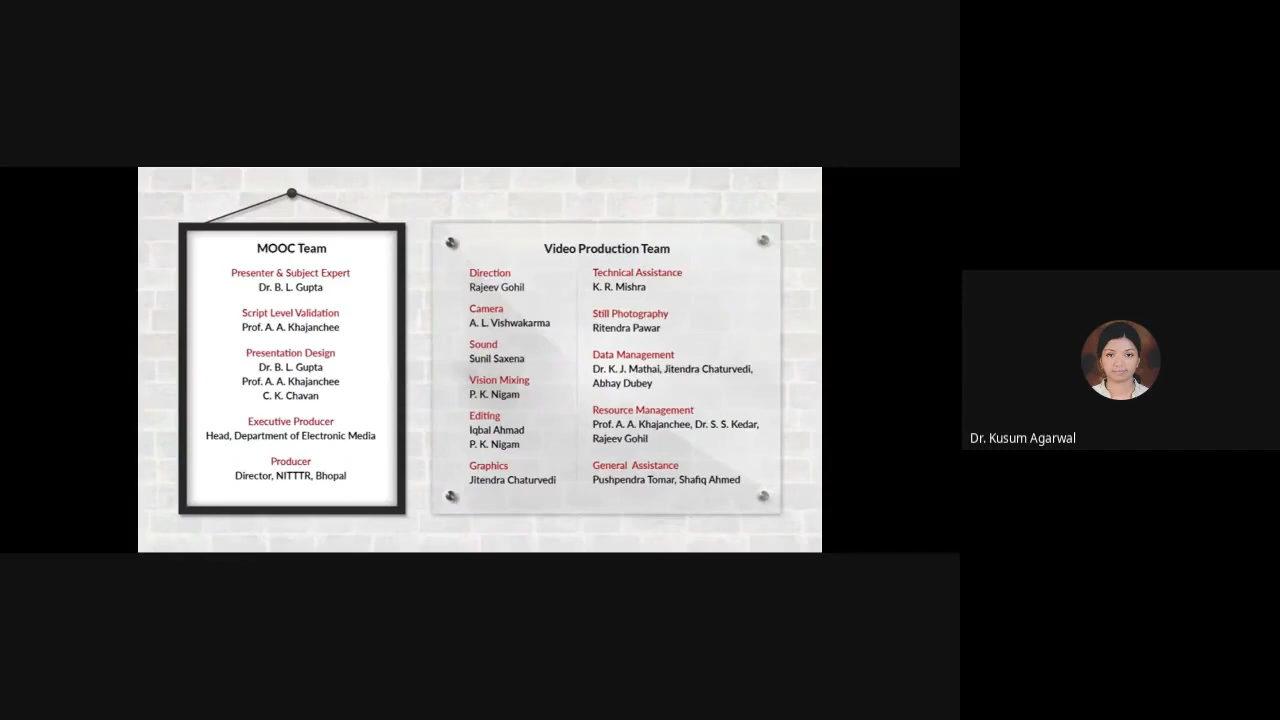 MOOC Team
Presenter & Subject Expert
Dr. B. L. Gupta
Script Level Validation
Prof. A. A. Khajanchee
Presentation Design
Dr. B. L. Gupta
Prof. A. A. Khajanchee
C. K. Chavan
Executive Producer
Head, Department of Electronic Media
Producer
Director, NITTTR, Bhopal
Video Production Team
Direction
Rajeev Gohil
Camera
A. L. Vishwakarma
Sound
Sunil Saxena
Vision Mixing
P. K. Nigam
Editing
Iqbal Ahmad
P. K. Nigam
Graphics
Jitendra Chaturvedi
Technical Assistance
K. R. Mishra
Still Photography
Ritendra Pawar
Data Management
Dr. K. J. Mathai, Jitendra Chaturvedi,
Abhay Dubey
Resource Management
Prof. A. A. Khajanchee, Dr. S. S. Kedar,
Rajeev Gohil
General Assistance
Pushpendra Tomar, Shafiq Ahmed
Dr. Kusum Agarwal